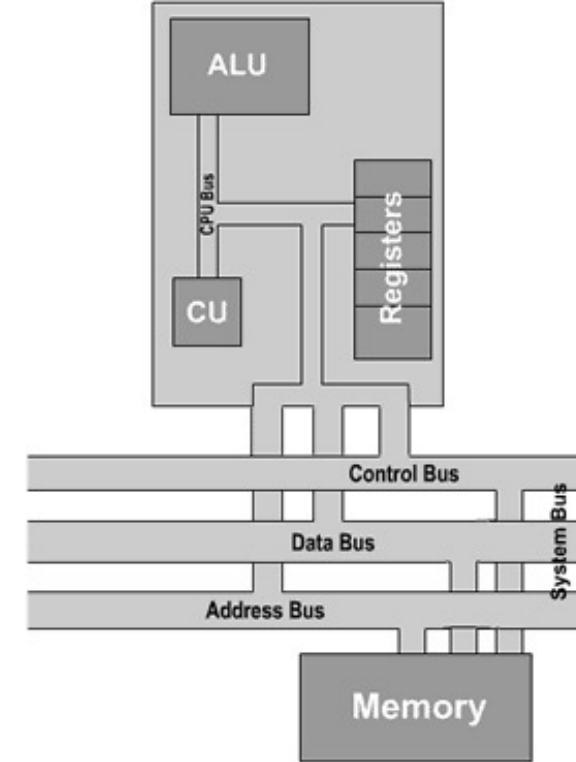 ALU
CPU Bus
Registers
CU
Control Bus
System Bus
Data Bus
Address Bus
Memory